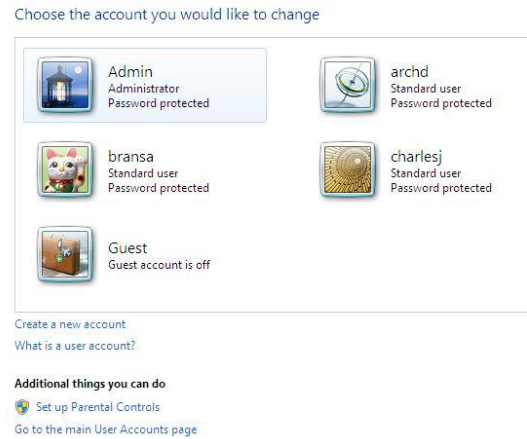 Choose the account you would like to change
Admin
Administrator
Password protected
archd
Standard user
Password protected
bransa
Standard user
Password protected
charlesj
Standard user
Password protected
Guest
Guest account is off
Create a new account
What is a user account?
Additional things you can do
Set up Parental Controls
Go to the main User Accounts page